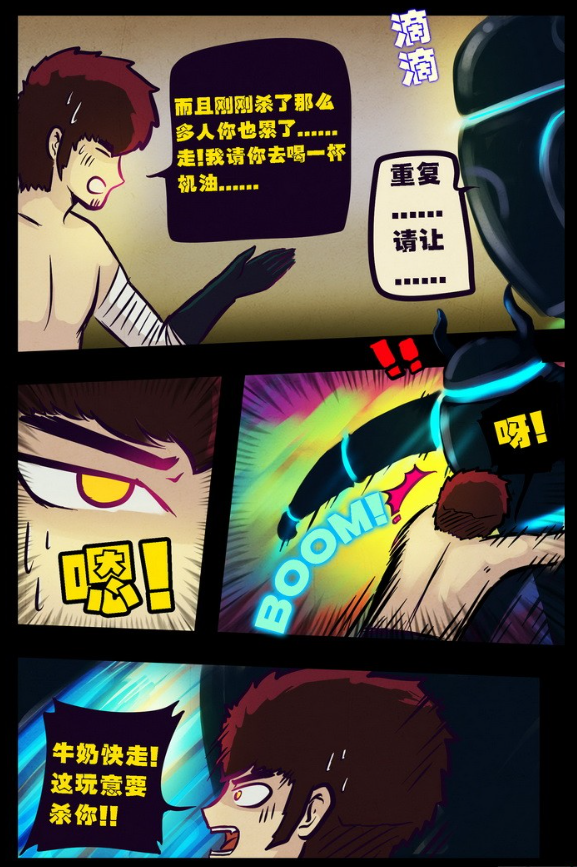 滴
滴
而且刚刚杀了那么
多人你也累了......
走!我请你去喝一杯
机油......
重复
......
请让
......
嗯!
!!
呀!
BOOM!
牛奶快走!
这玩意要
杀你!!